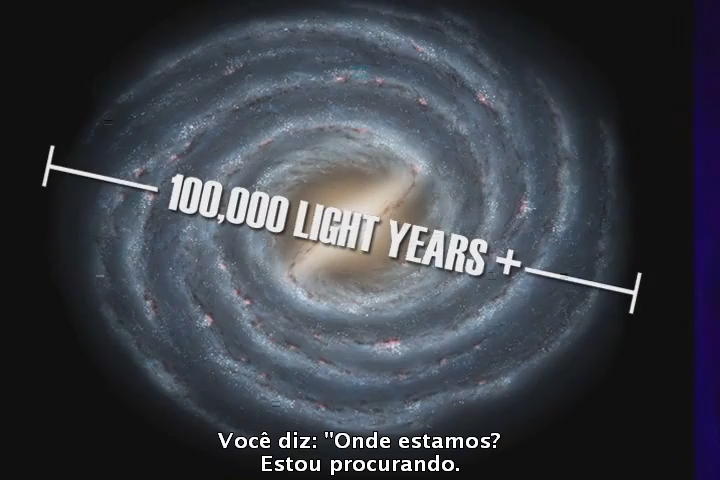 100,000 LIGHT YEARS +
Você diz: "Onde estamos?
Estou procurando.